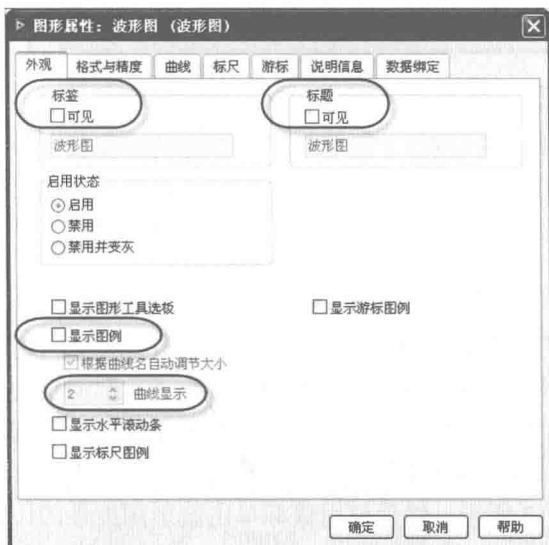 图形属性：波形图 （波形图）
外观 格式与精度 曲线 标尺 游标 说明信息 数据绑定
标签
可见
波形图
标题
可见
波形图
启用状态
启用
禁用
禁用并变灰
显示图形工具选板
显示游标图例
显示图例
根据曲线名自动调节大小
2 曲线显示
显示水平滚动条
显示标尺图例
确定 取消 帮助